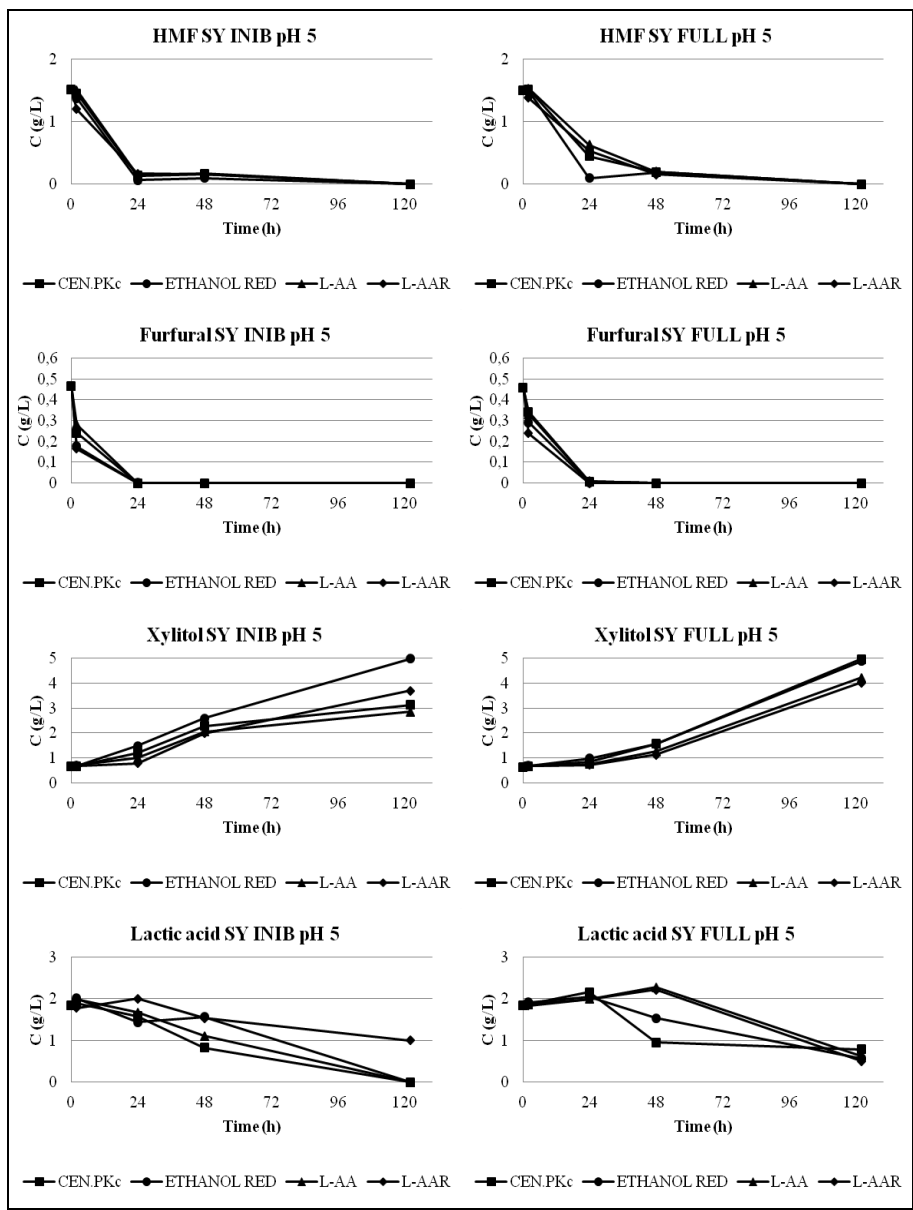 HMF SY INIB pH 5
2
1
0
C (g/L)
0 24 48 72 96 120
Time (h)
CEN.PKc ETHANOL RED L-AA L-AAR
HMF SY FULL pH 5
2
1
0
C (g/L)
0 24 48 72 96 120
Time (h)
CEN.PKc ETHANOL RED L-AA L-AAR
Furfural SY INIB pH 5
0,6
0,5
0,4
0,3
0,2
0,1
0
C (g/L)
0 24 48 72 96 120
Time (h)
CEN.PKc ETHANOL RED L-AA L-AAR
Furfural SY FULL pH 5
0,6
0,5
0,4
0,3
0,2
0,1
0
C (g/L)
0 24 48 72 96 120
Time (h)
CEN.PKc ETHANOL RED L-AA L-AAR
Xylitol SY INIB pH 5
5
4
3
2
1
0
C (g/L)
0 24 48 72 96 120
Time (h)
CEN.PKc ETHANOL RED L-AA L-AAR
Xylitol SY FULL pH 5
5
4
3
2
1
0
C (g/L)
0 24 48 72 96 120
Time (h)
CEN.PKc ETHANOL RED L-AA L-AAR
Lactic acid SY INIB pH 5
3
2
1
0
C (g/L)
0 24 48 72 96 120
Time (h)
CEN.PKc ETHANOL RED L-AA L-AAR
Lactic acid SY FULL pH 5
3
2
1
0
C (g/L)
0 24 48 72 96 120
Time (h)
CEN.PKc ETHANOL RED L-AA L-AAR